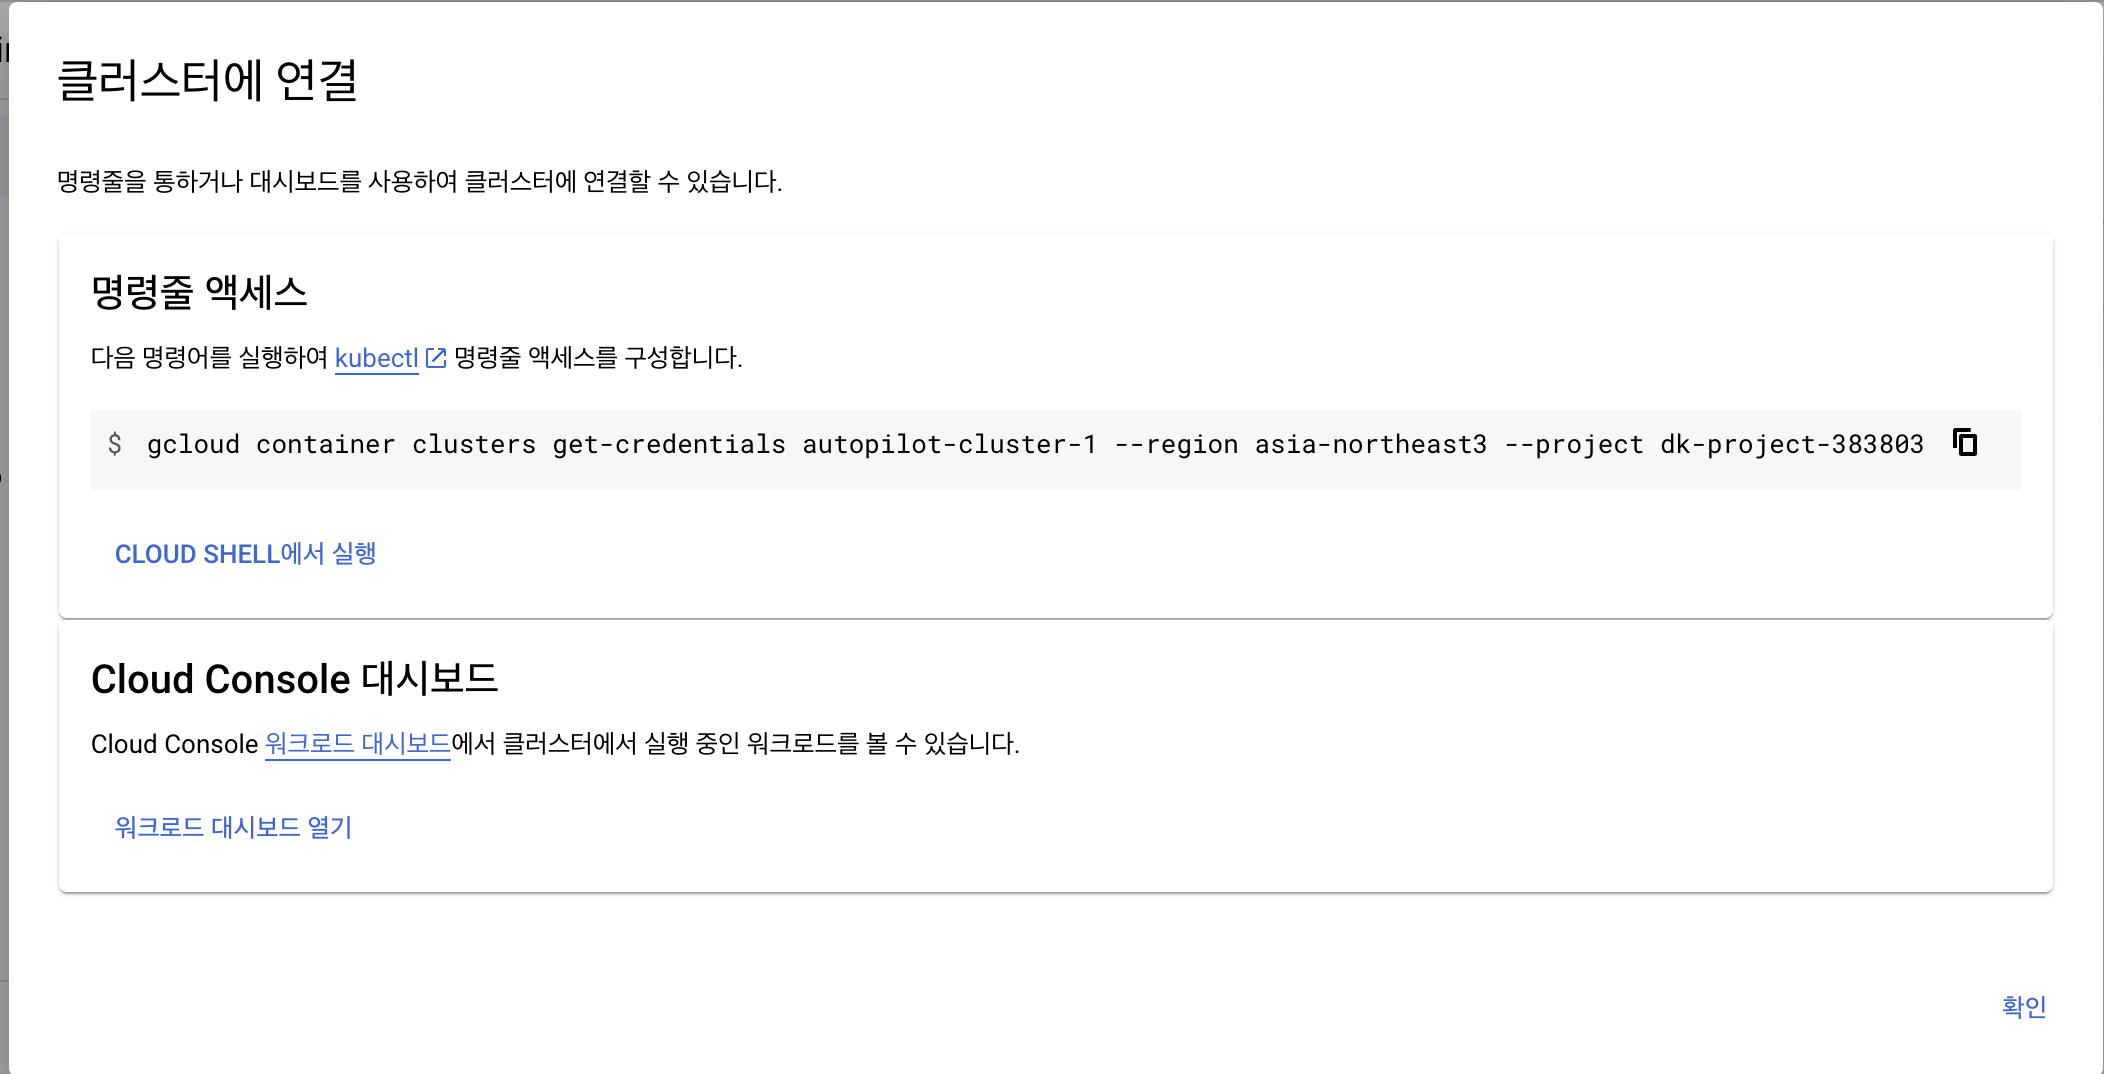 클러스터에 연결
명령줄을 통하거나 대시보드를 사용하여 클러스터에 연결할 수 있습니다.
명령줄 액세스
다음 명령어를 실행하여 kubectl 명령줄 액세스를 구성합니다.
$ gcloud container clusters get-credentials autopilot-cluster-1 --region asia-northeast3 --project dk-project-383803
CLOUD SHELL에서 실행
Cloud Console 대시보드
Cloud Console 워크로드 대시보드에서 클러스터에서 실행 중인 워크로드를 볼 수 있습니다.
워크로드 대시보드 열기
확인